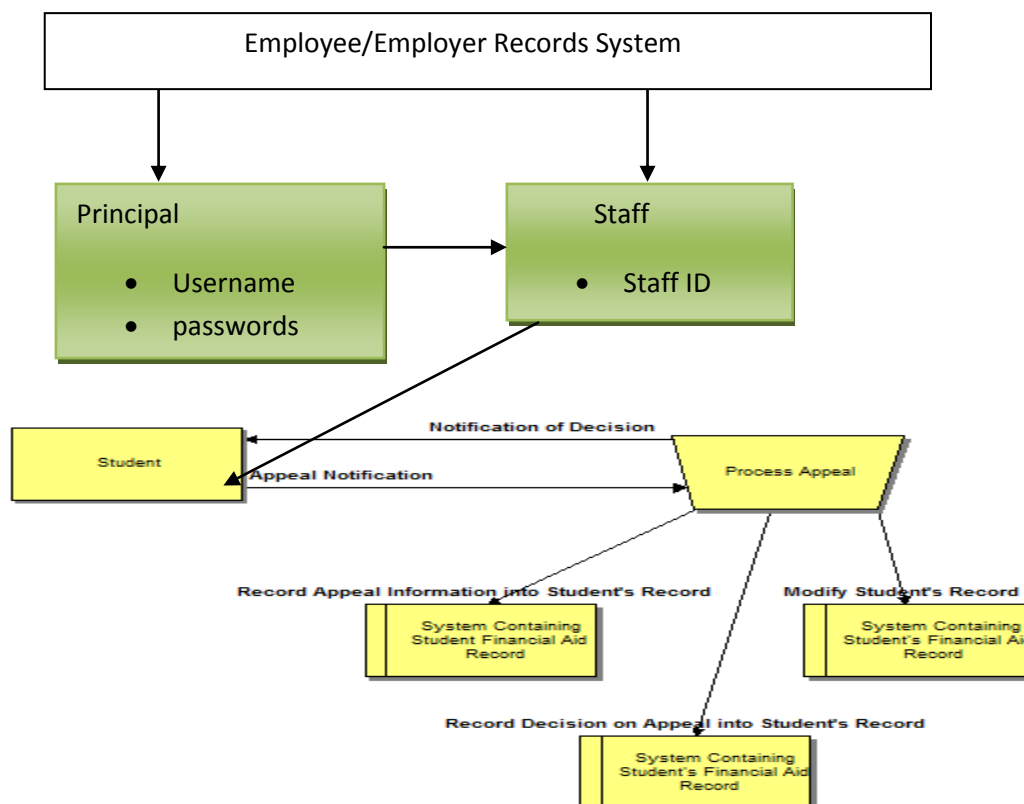 Employee/Employer Records System
Principal
• Username
• passwords
Staff
• Staff ID
Notification of Decision
Student
Appeal Notification
Process Appeal
Record Appeal Information into Student's Record
Modify Student's Record
System Containing
Student Financial Aid
Record
System Containing
Student's Financial Aid
Record
Record Decision on Appeal into Student's Record
System Containing
Student's Financial Aid
Record